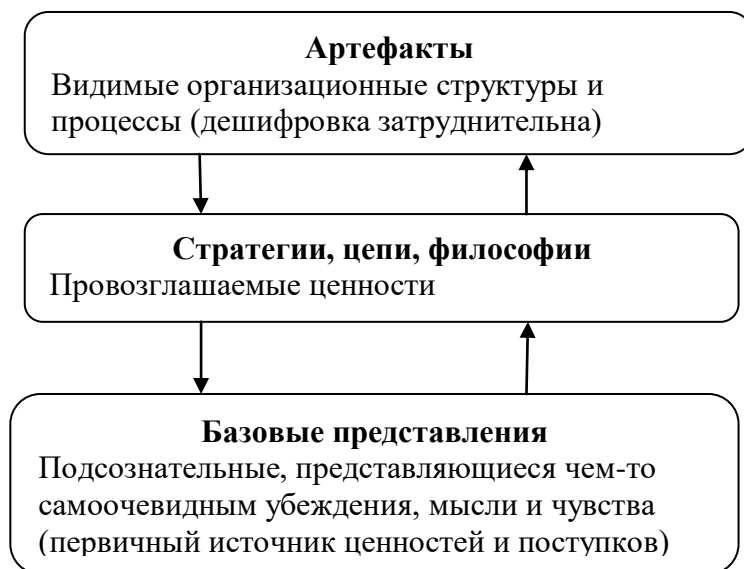 Артефакты
Видимые организационные структуры и
процессы (дешифровка затруднительна)
Стратегии, цепи, философии
Провозглашаемые ценности
Базовые представления
Подсознательные, представляющиеся чем-то
самоочевидным убеждения, мысли и чувства
(первичный источник ценностей и поступков)